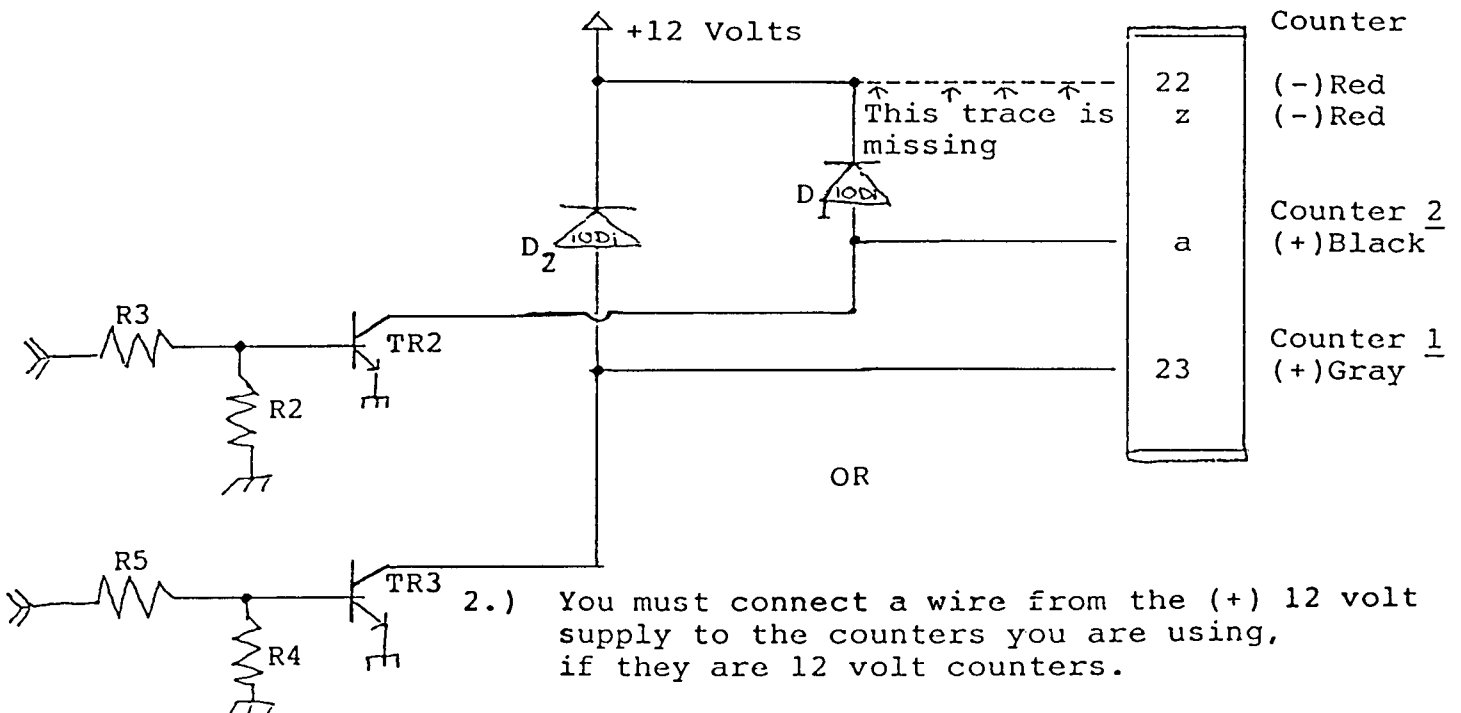 +12 Volts
Counter
22 (-)Red
z (-)Red
This trace is
missing
D1 10Di
D2 10Di
Counter 2
a (+)Black
R3
TR2
R2
Counter 1
23 (+)Gray
OR
R5
TR3
R4
2.) You must connect a wire from the (+) 12 volt
supply to the counters you are using,
if they are 12 volt counters.